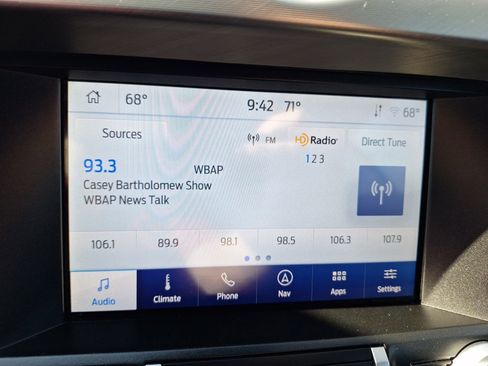 68° 9:42 71° 68°
Sources FM HD Radio® Direct Tune
1 2 3
93.3 WBAP
Casey Bartholomew Show
WBAP News Talk
106.1 89.9 98.1 98.5 106.3 107.9
Audio Climate Phone Nav Apps Settings